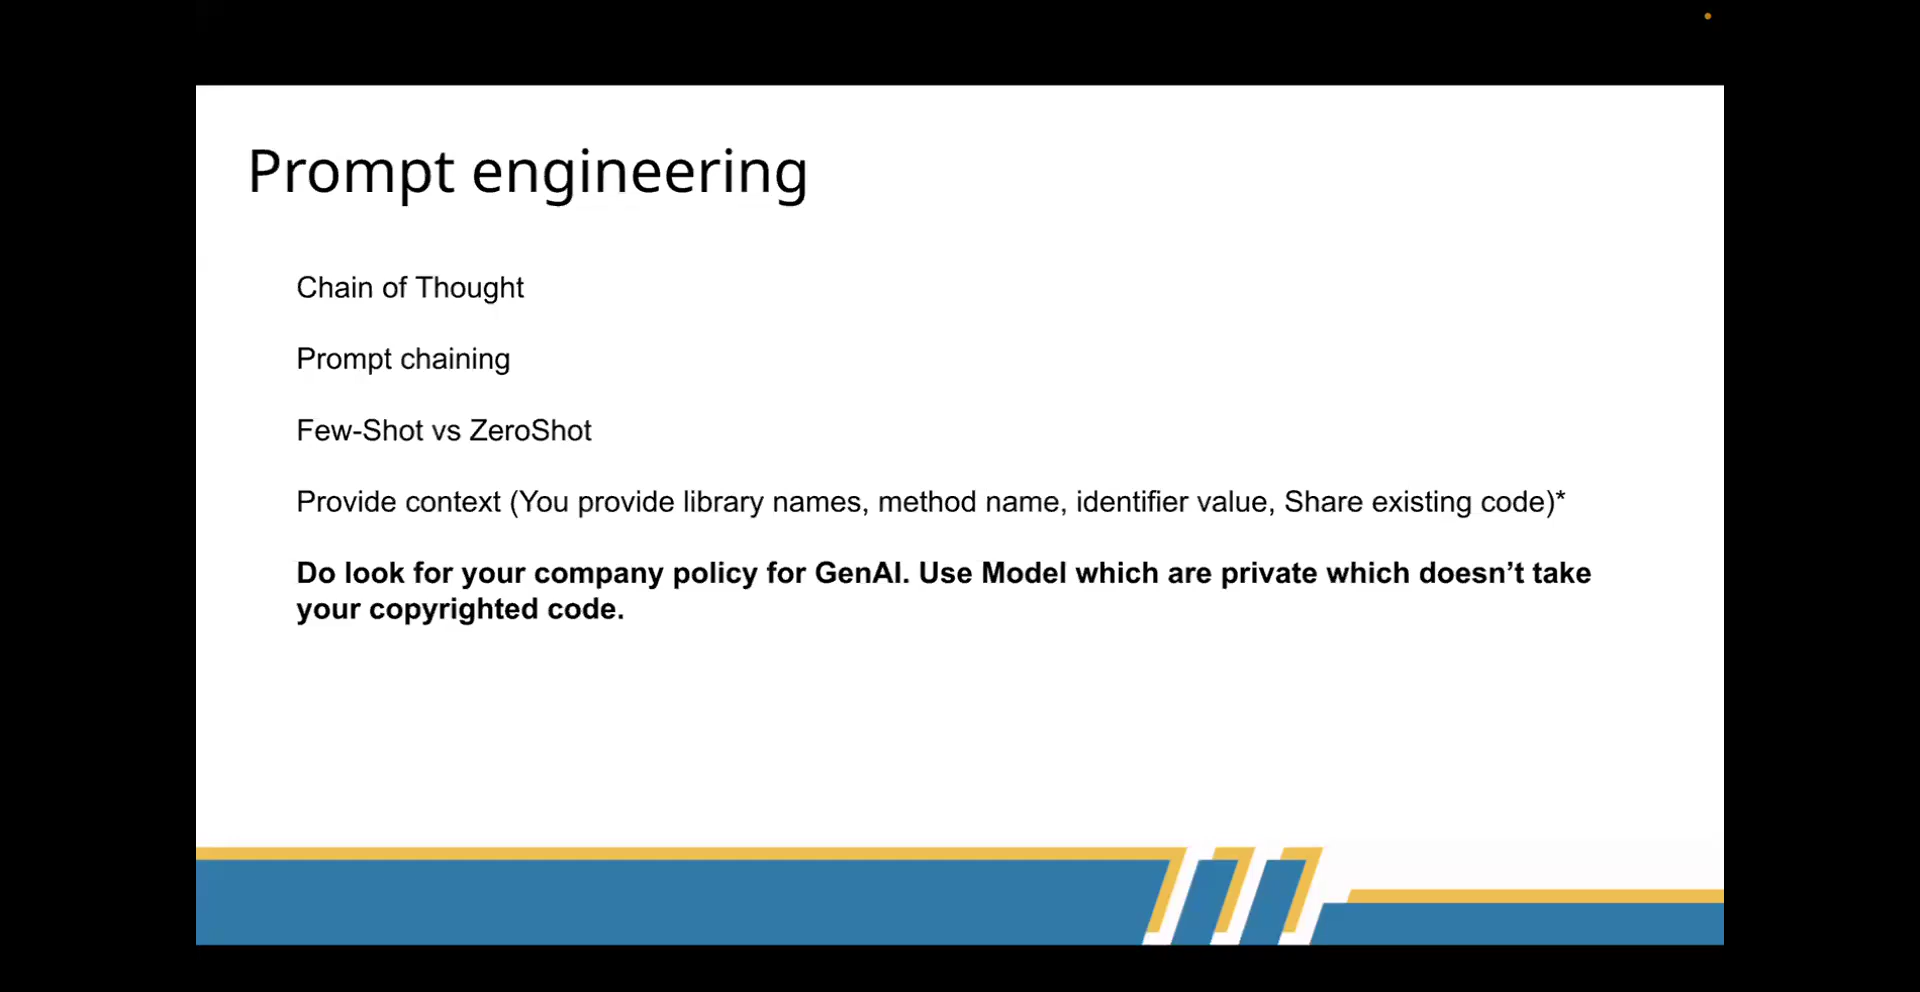 Prompt engineering
Chain of Thought
Prompt chaining
Few-Shot vs ZeroShot
Provide context (You provide library names, method name, identifier value, Share existing code)*
Do look for your company policy for GenAI. Use Model which are private which doesn’t take
your copyrighted code.